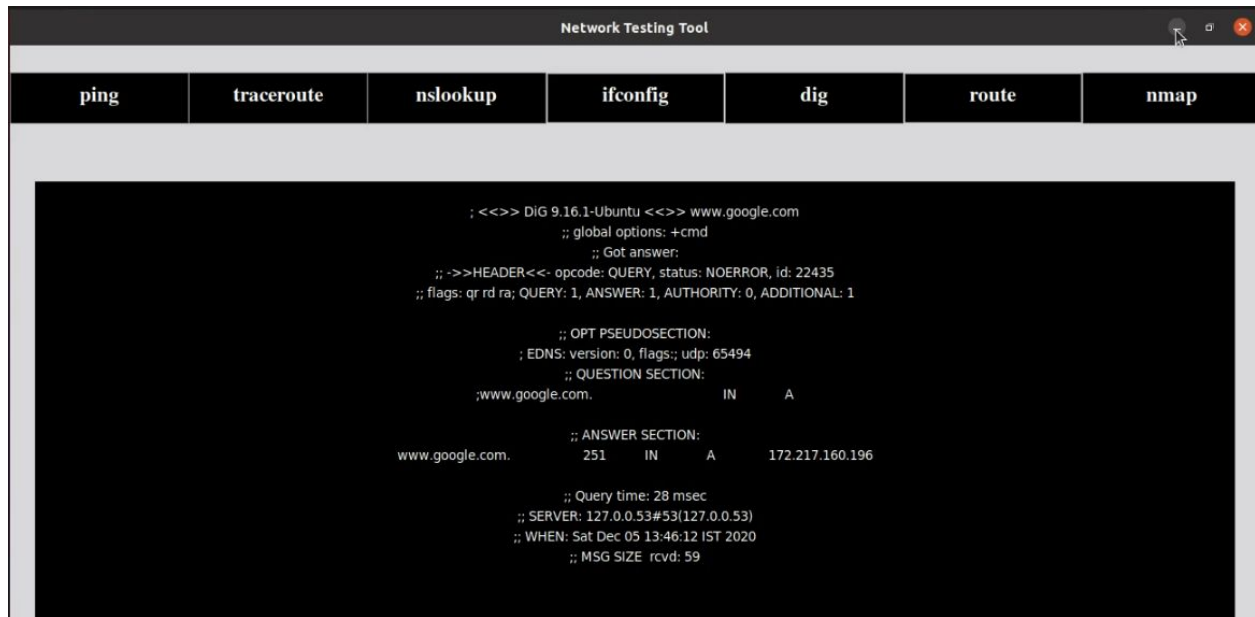 Network Testing Tool
ping traceroute nslookup ifconfig dig route nmap
; <<>> DiG 9.16.1-Ubuntu <<>> www.google.com
;; global options: +cmd
;; Got answer:
;; ->>HEADER<<- opcode: QUERY, status: NOERROR, id: 22435
;; flags: qr rd ra; QUERY: 1, ANSWER: 1, AUTHORITY: 0, ADDITIONAL: 1
;; OPT PSEUDOSECTION:
; EDNS: version: 0, flags:; udp: 65494
;; QUESTION SECTION:
;www.google.com. IN A
;; ANSWER SECTION:
www.google.com. 251 IN A 172.217.160.196
;; Query time: 28 msec
;; SERVER: 127.0.0.53#53(127.0.0.53)
;; WHEN: Sat Dec 05 13:46:12 IST 2020
;; MSG SIZE rcvd: 59